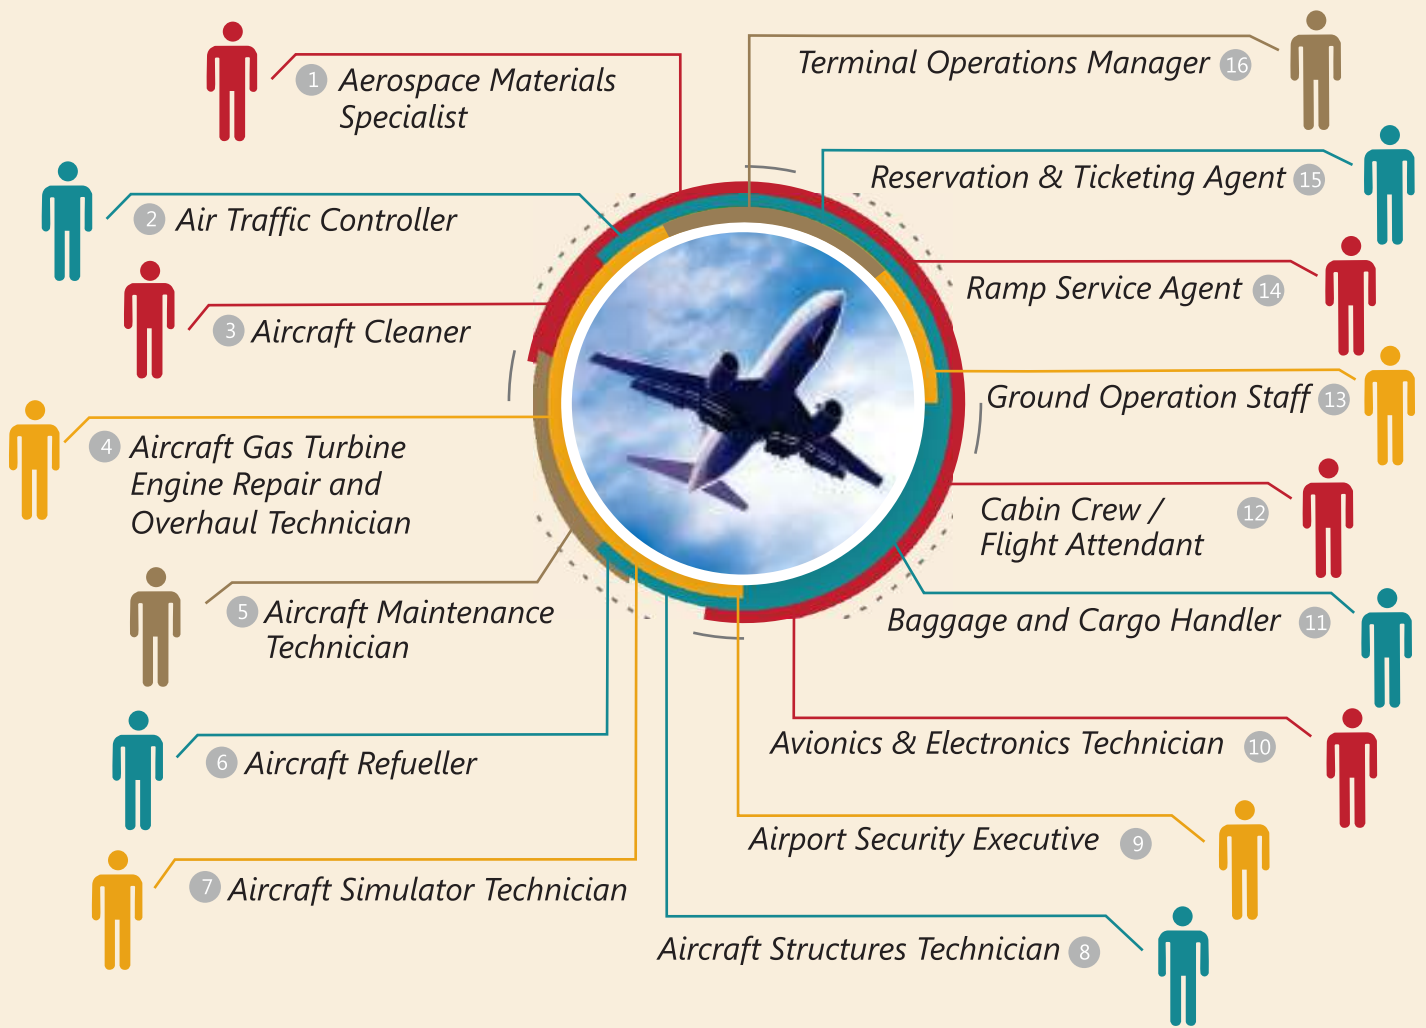 1 Aerospace Materials
Specialist
2 Air Traffic Controller
3 Aircraft Cleaner
4 Aircraft Gas Turbine
Engine Repair and
Overhaul Technician
5 Aircraft Maintenance
Technician
6 Aircraft Refueller
7 Aircraft Simulator Technician
Aircraft Structures Technician 8
Airport Security Executive 9
Avionics & Electronics Technician 10
Baggage and Cargo Handler 11
Cabin Crew / 12
Flight Attendant
Ground Operation Staff 13
Ramp Service Agent 14
Reservation & Ticketing Agent 15
Terminal Operations Manager 16